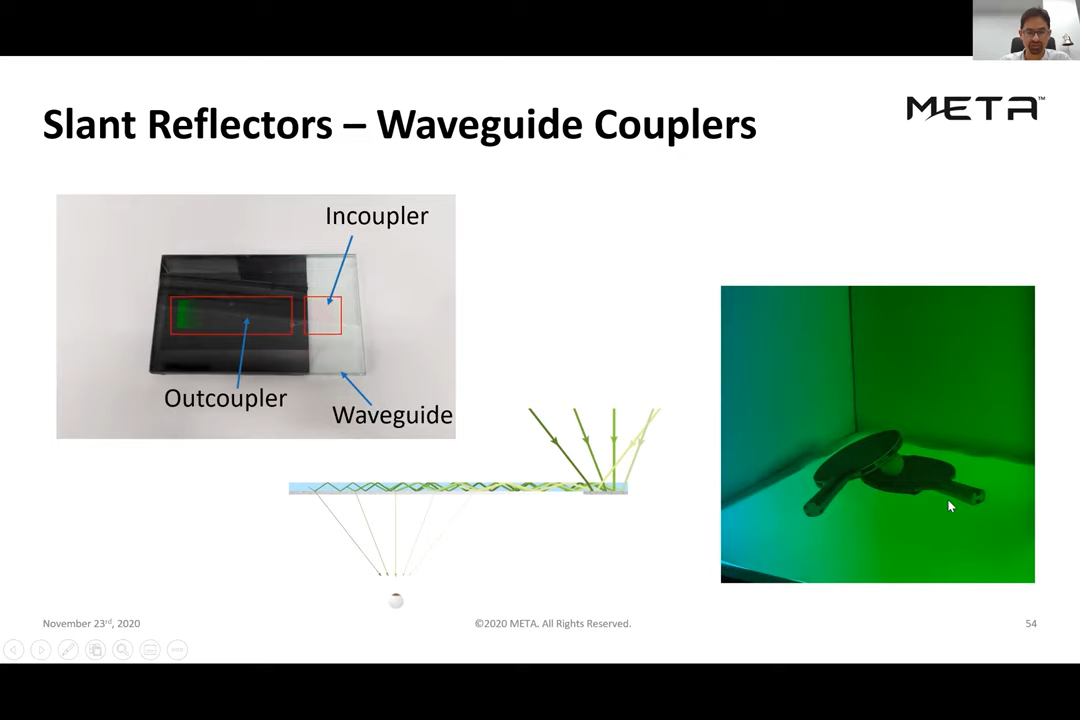 Slant Reflectors – Waveguide Couplers
META™
Incoupler
Outcoupler
Waveguide
November 23rd, 2020
©2020 META. All Rights Reserved.
54